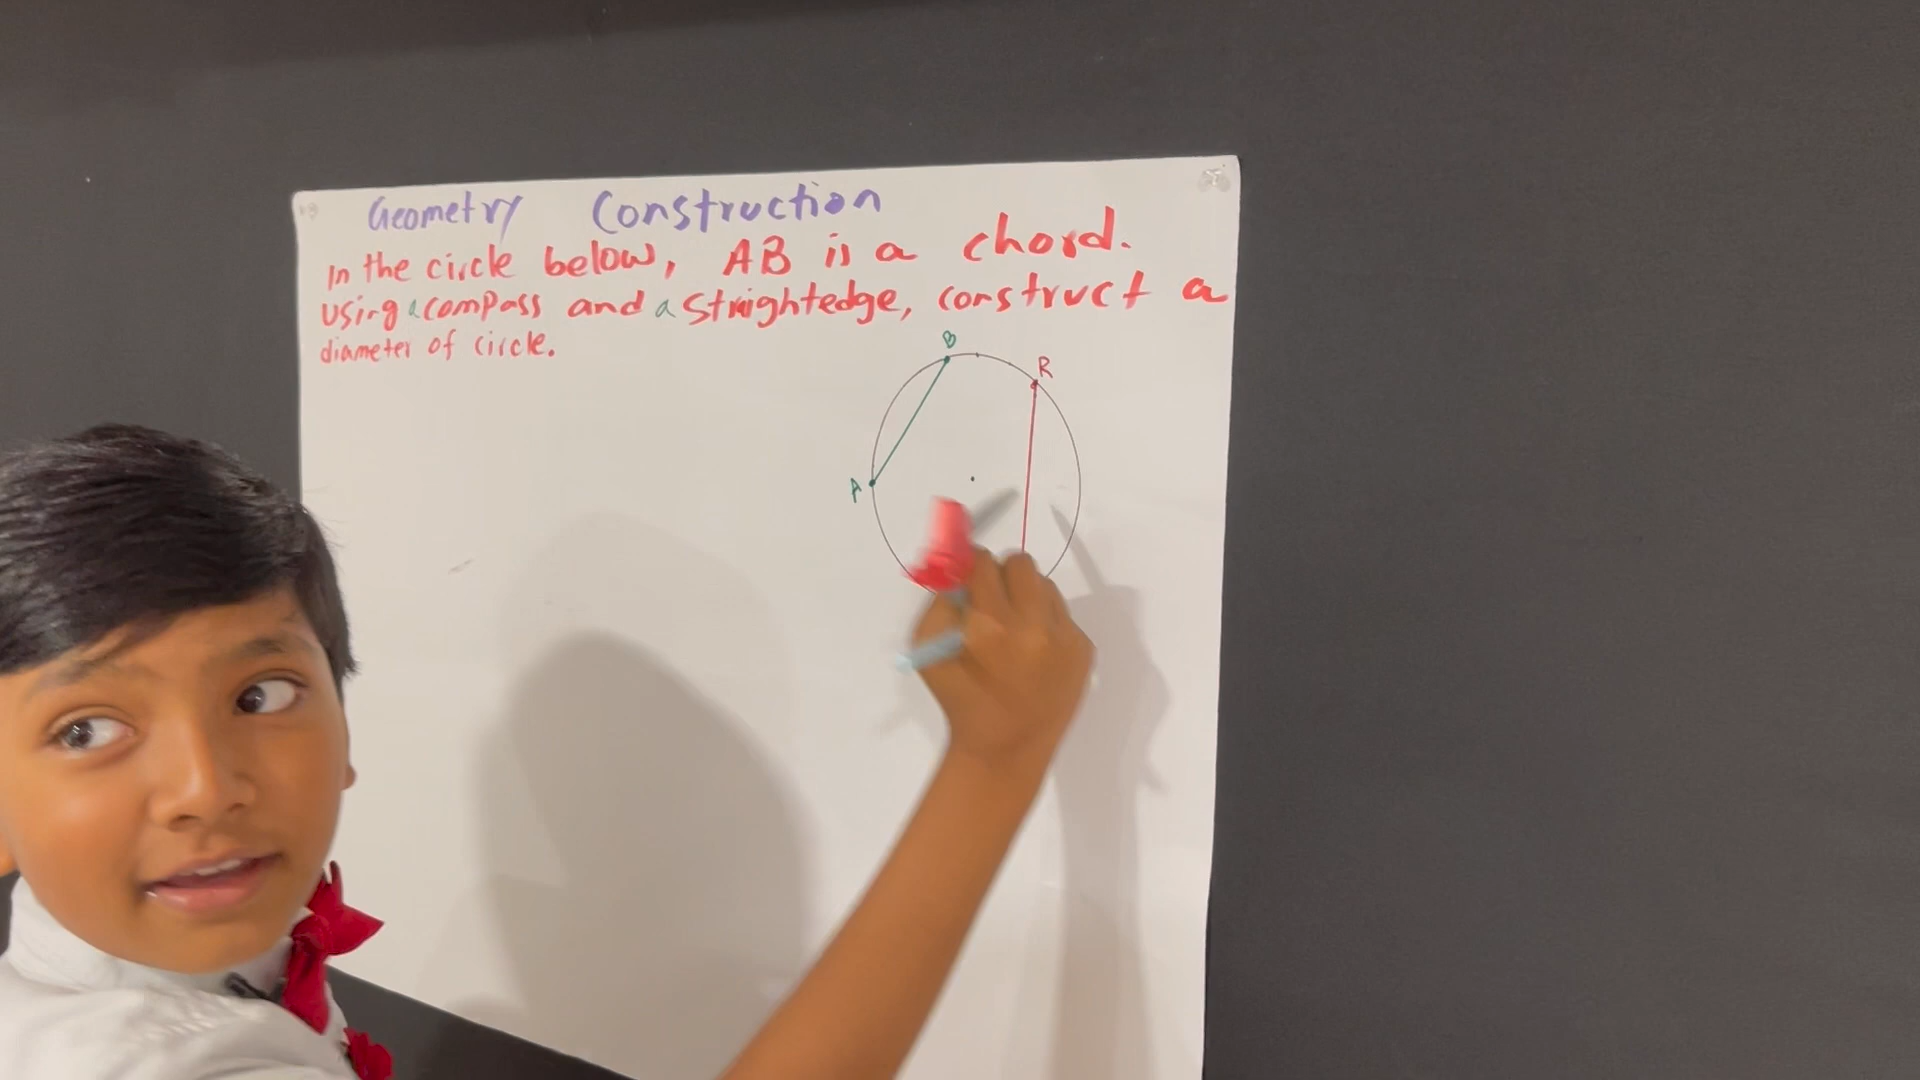 Geometry Construction
In the circle below, AB is a chord.
using a compass and a Straightedge, construct a
diameter of circle.
B
R
A